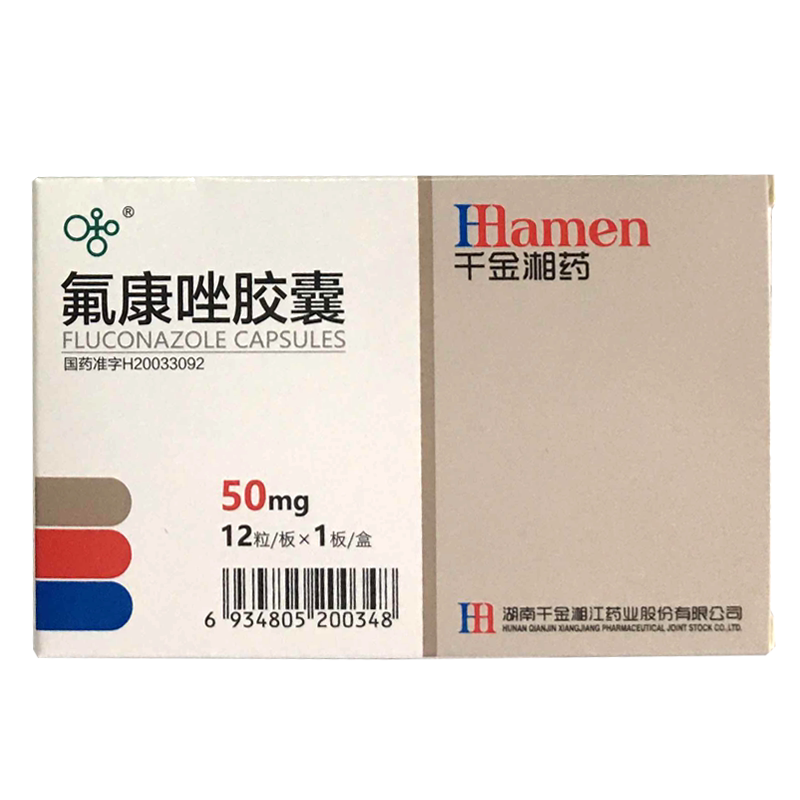 ®
氟康唑胶囊
FLUCONAZOLE CAPSULES
国药准字H20033092
50mg
12粒/板×1板/盒
6 934805 200348
Hamen
千金湘药
湖南千金湘江药业股份有限公司
HUNAN QIANJIN XIANGJIANG PHARMACEUTICAL JOINT STOCK CO.,LTD.